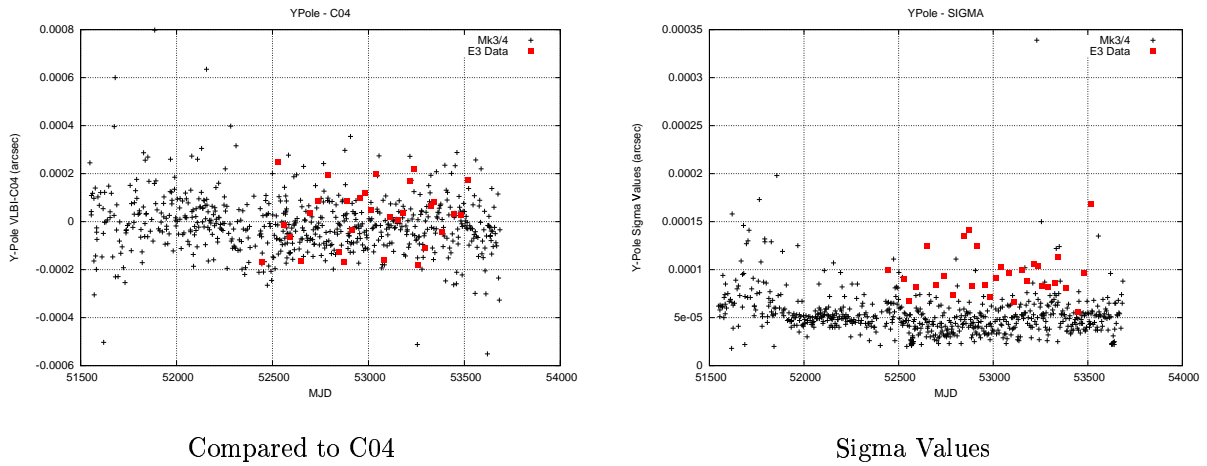 YPole - C04
0.0008
0.0006
0.0004
0.0002
0
-0.0002
-0.0004
-0.0006
51500 52000 52500 53000 53500 54000
MJD
Y-Pole VLBI-C04 (arcsec)
Mk3/4
E3 Data
Compared to C04
YPole - SIGMA
0.00035
0.0003
0.00025
0.0002
0.00015
0.0001
5e-05
0
51500 52000 52500 53000 53500 54000
MJD
Y-Pole Sigma Values (arcsec)
Mk3/4
E3 Data
Sigma Values